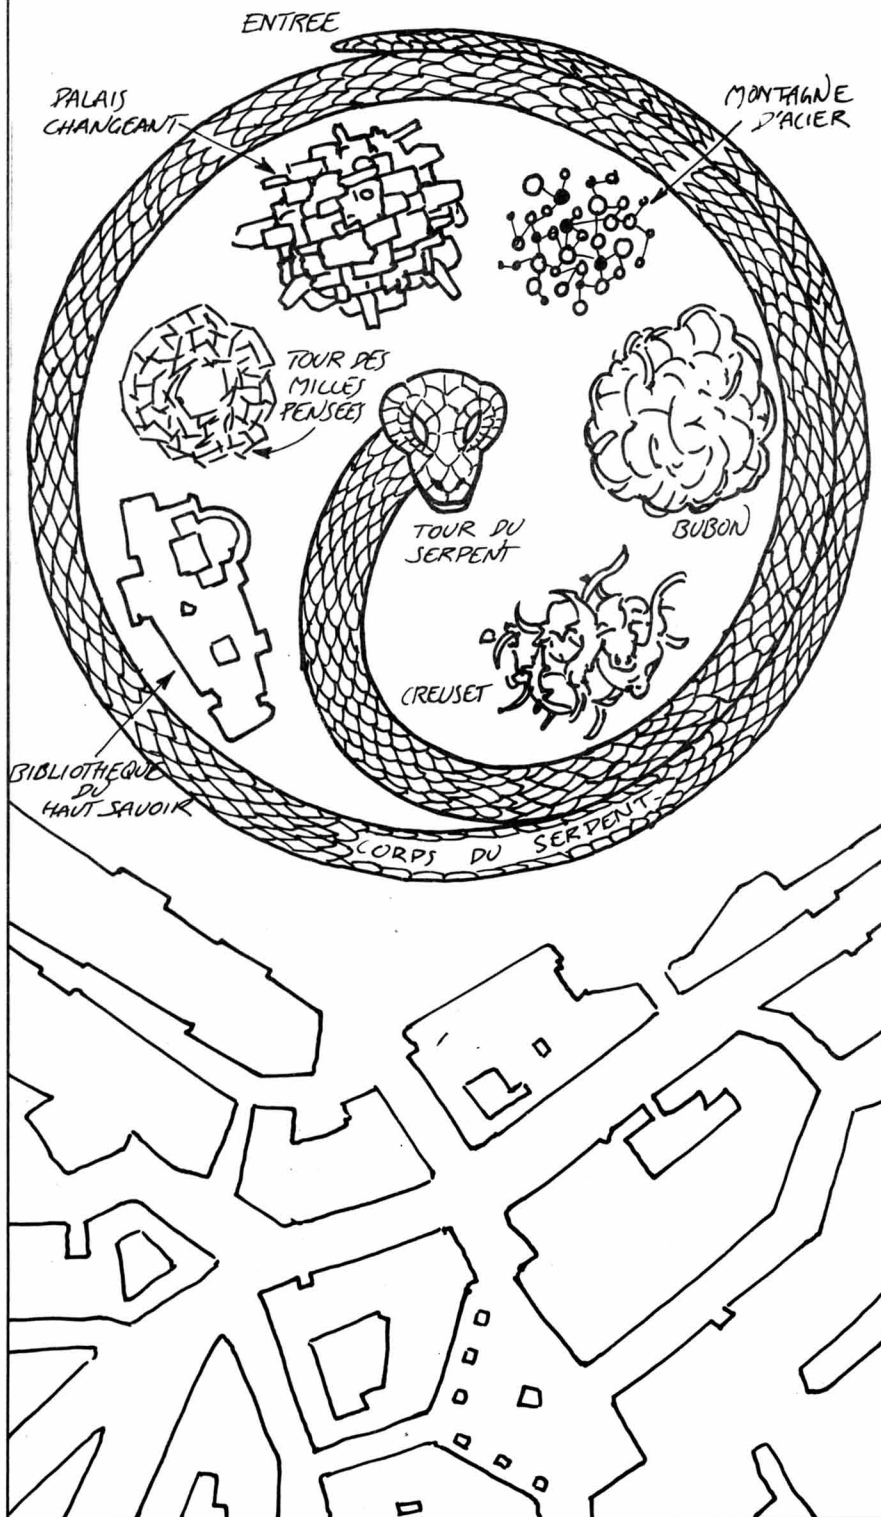 ENTREE
PALAIS
CHANGEANT
MONTAGNE
D'ACIER
TOUR DES
MILLES
PENSÉES
TOUR DU
SERPENT
BUBON
CREUSET
BIBLIOTHEQUE
DU
HAUT SAVOIR
CORPS DU SERPENT